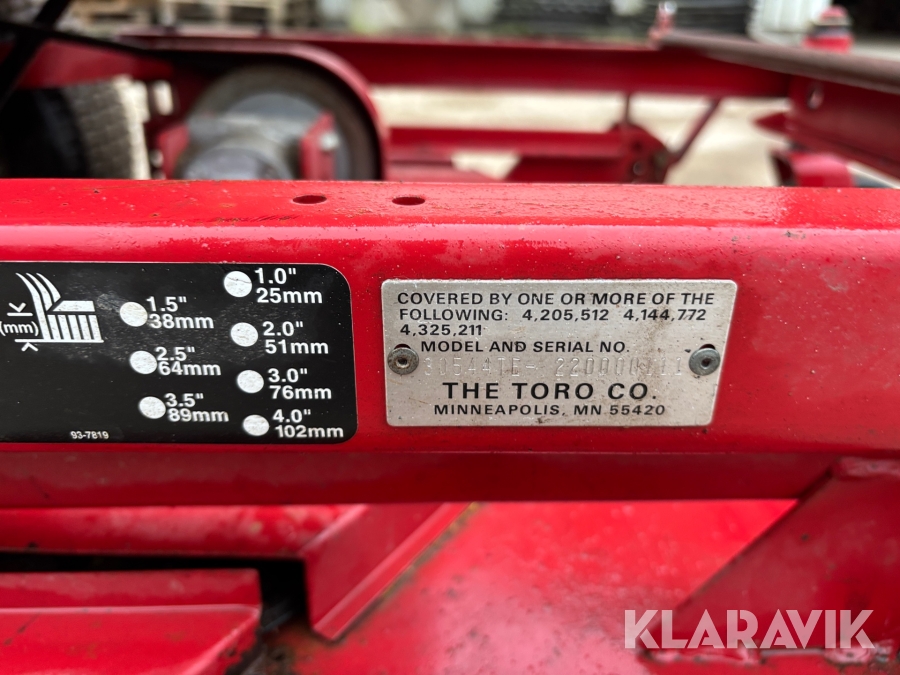 K
(mm)
1.0"
25mm
1.5"
38mm
2.0"
51mm
2.5"
64mm
3.0"
76mm
3.5"
89mm
4.0"
102mm
93-7819
COVERED BY ONE OR MORE OF THE
FOLLOWING: 4,205,512 4,144,772
4,325,211
MODEL AND SERIAL NO.
THE TORO CO.
MINNEAPOLIS, MN 55420
KLARAVIK